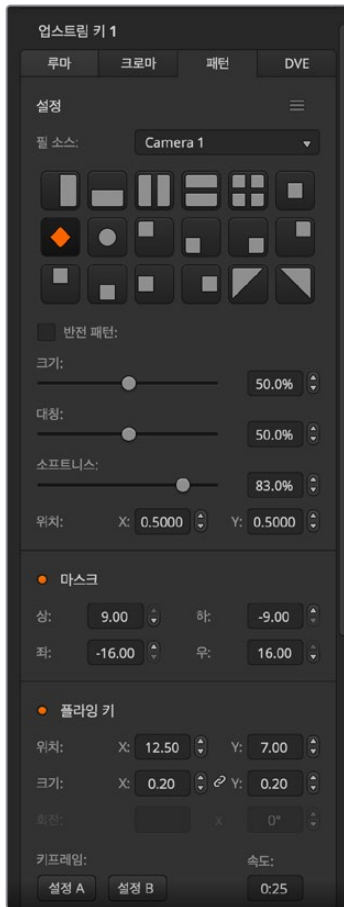 업스트림 키 1
루마 크로마 패턴 DVE
설정
필 소스: Camera 1
반전 패턴:
크기:
50.0%
대칭:
50.0%
소프트니스:
83.0%
위치: X: 0.5000 Y: 0.5000
마스크
상: 9.00 하: -9.00
좌: -16.00 우: 16.00
플라잉 키
위치: X: 12.50 Y: 7.00
크기: X: 0.20 Y: 0.20
회전: x 0°
키프레임: 속도:
설정 A 설정 B 0:25